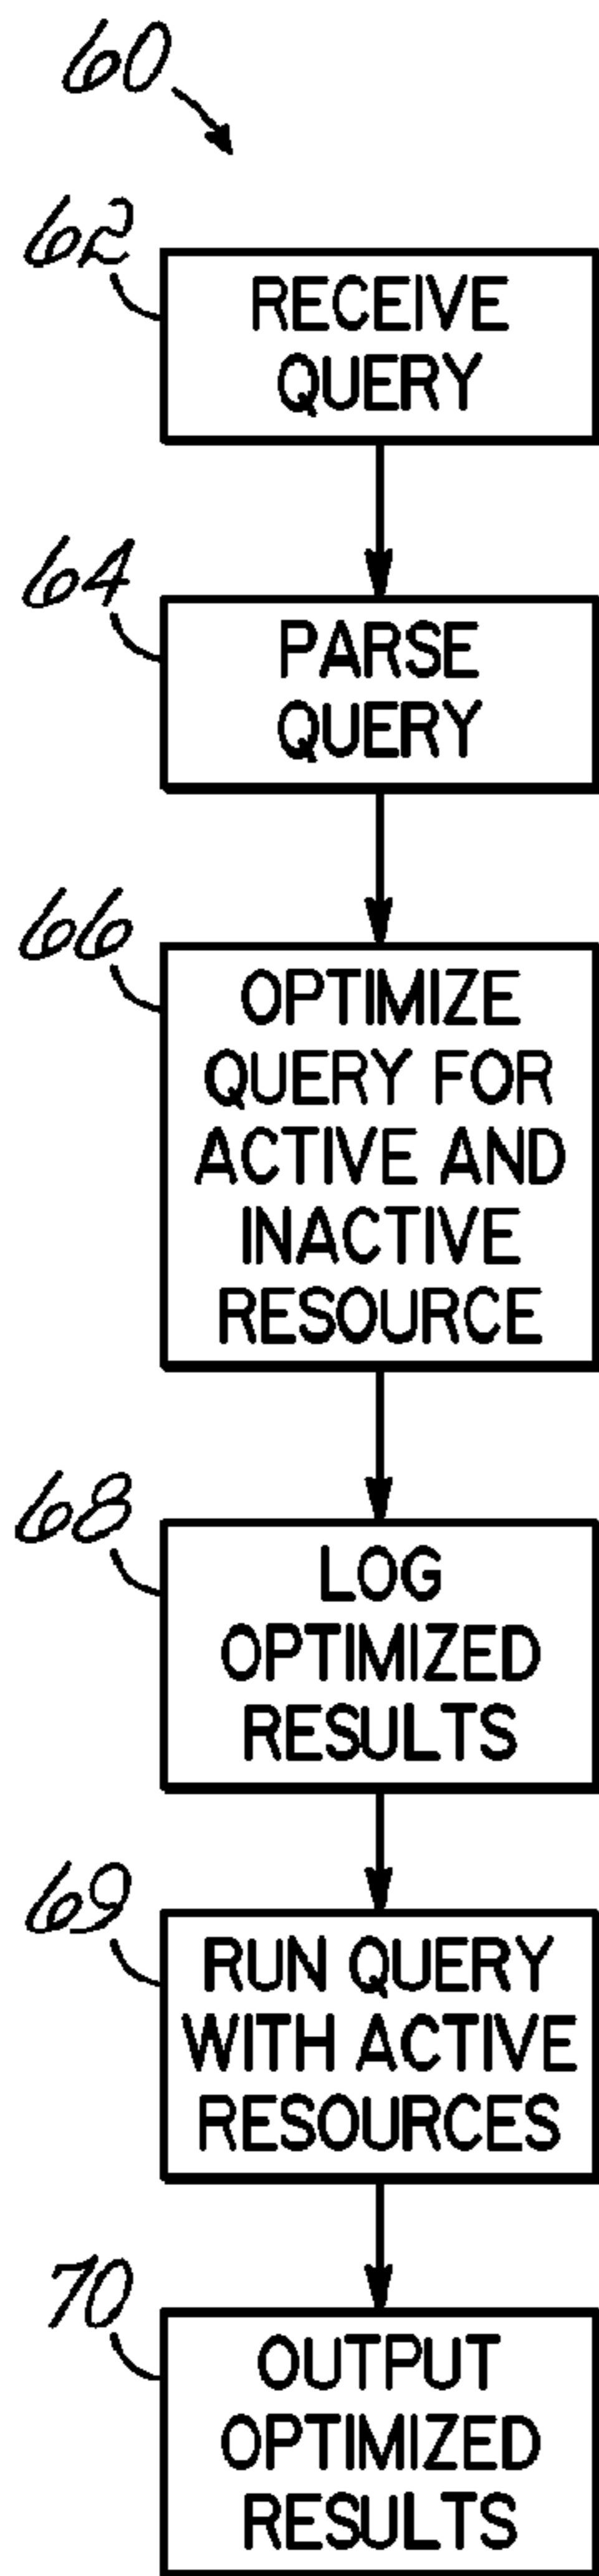 60
62
RECEIVE
QUERY
64
PARSE
QUERY
66
OPTIMIZE
QUERY FOR
ACTIVE AND
INACTIVE
RESOURCE
68
LOG
OPTIMIZED
RESULTS
69
RUN QUERY
WITH ACTIVE
RESOURCES
70
OUTPUT
OPTIMIZED
RESULTS